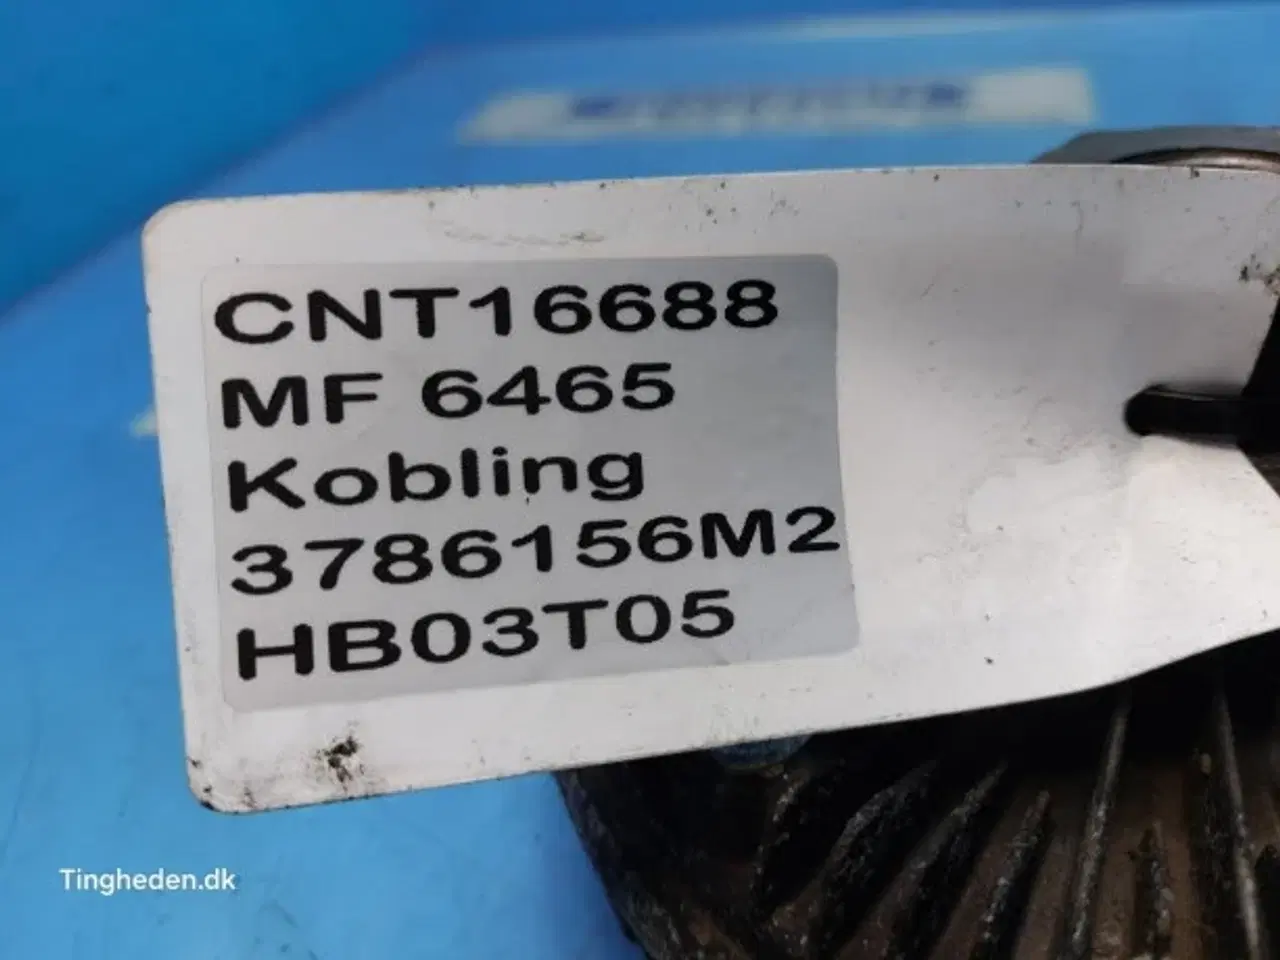 CNT16688
MF 6465
Kobling
3786156M2
HB03T05
Tingheden.dk